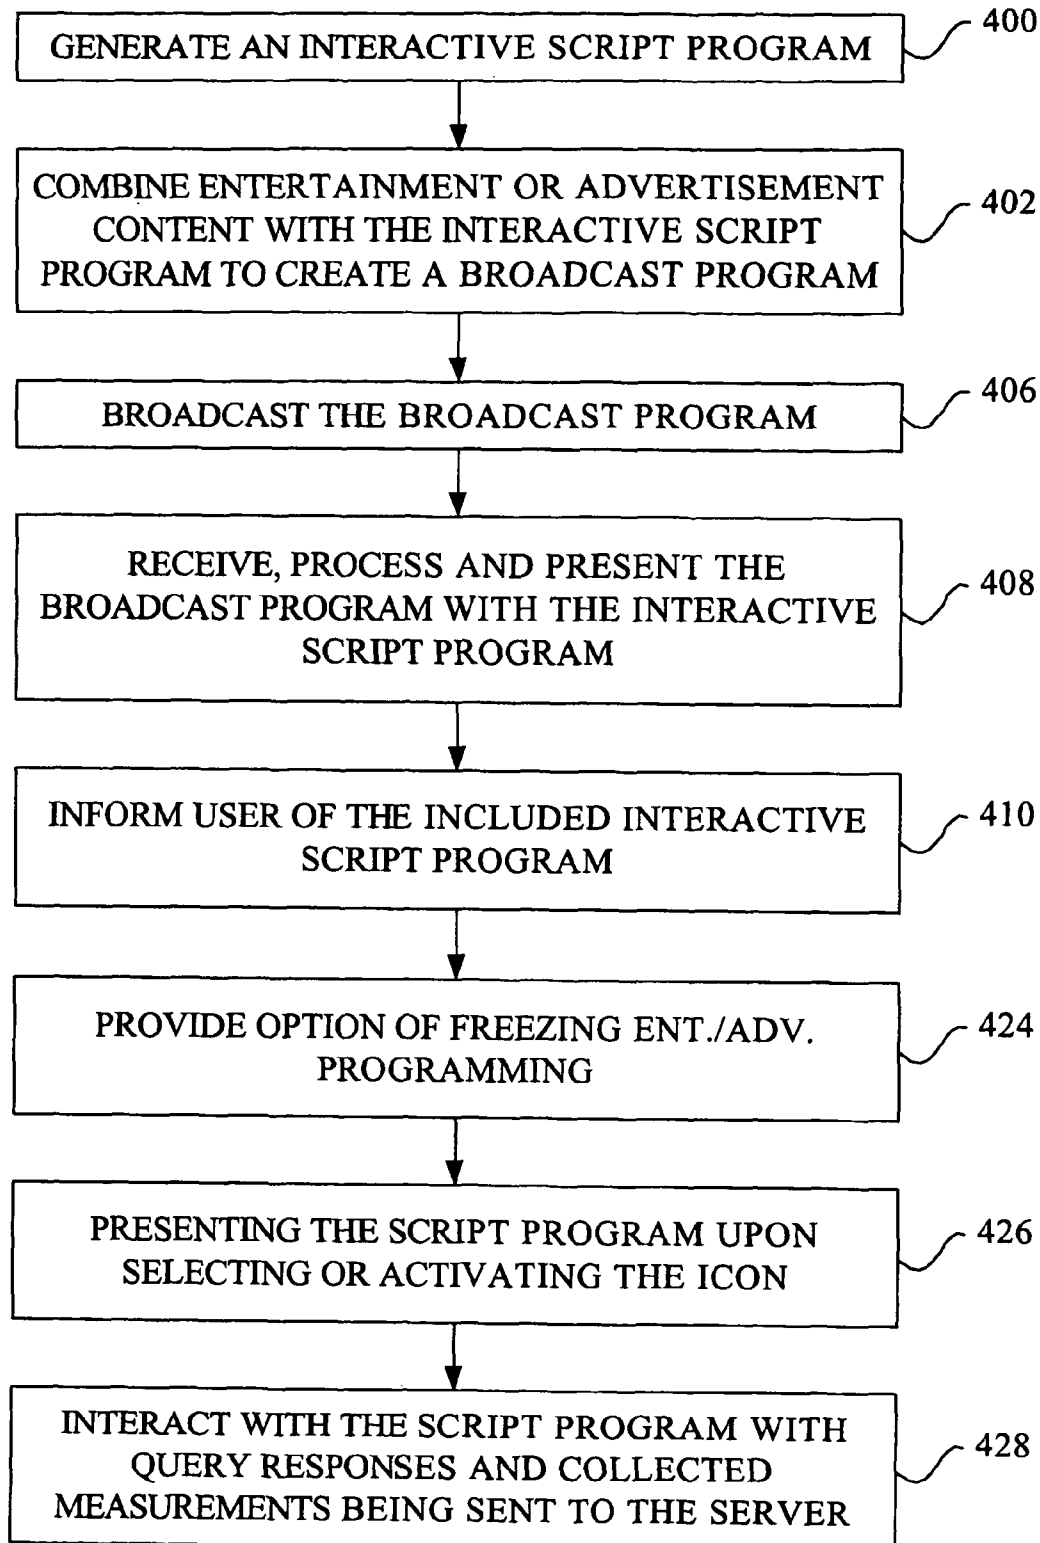 400
GENERATE AN INTERACTIVE SCRIPT PROGRAM
COMBINE ENTERTAINMENT OR ADVERTISEMENT
CONTENT WITH THE INTERACTIVE SCRIPT
PROGRAM TO CREATE A BROADCAST PROGRAM
402
BROADCAST THE BROADCAST PROGRAM
406
RECEIVE, PROCESS AND PRESENT THE
BROADCAST PROGRAM WITH THE INTERACTIVE
SCRIPT PROGRAM
408
INFORM USER OF THE INCLUDED INTERACTIVE
SCRIPT PROGRAM
410
PROVIDE OPTION OF FREEZING ENT./ADV.
PROGRAMMING
424
PRESENTING THE SCRIPT PROGRAM UPON
SELECTING OR ACTIVATING THE ICON
426
INTERACT WITH THE SCRIPT PROGRAM WITH
QUERY RESPONSES AND COLLECTED
MEASUREMENTS BEING SENT TO THE SERVER
428